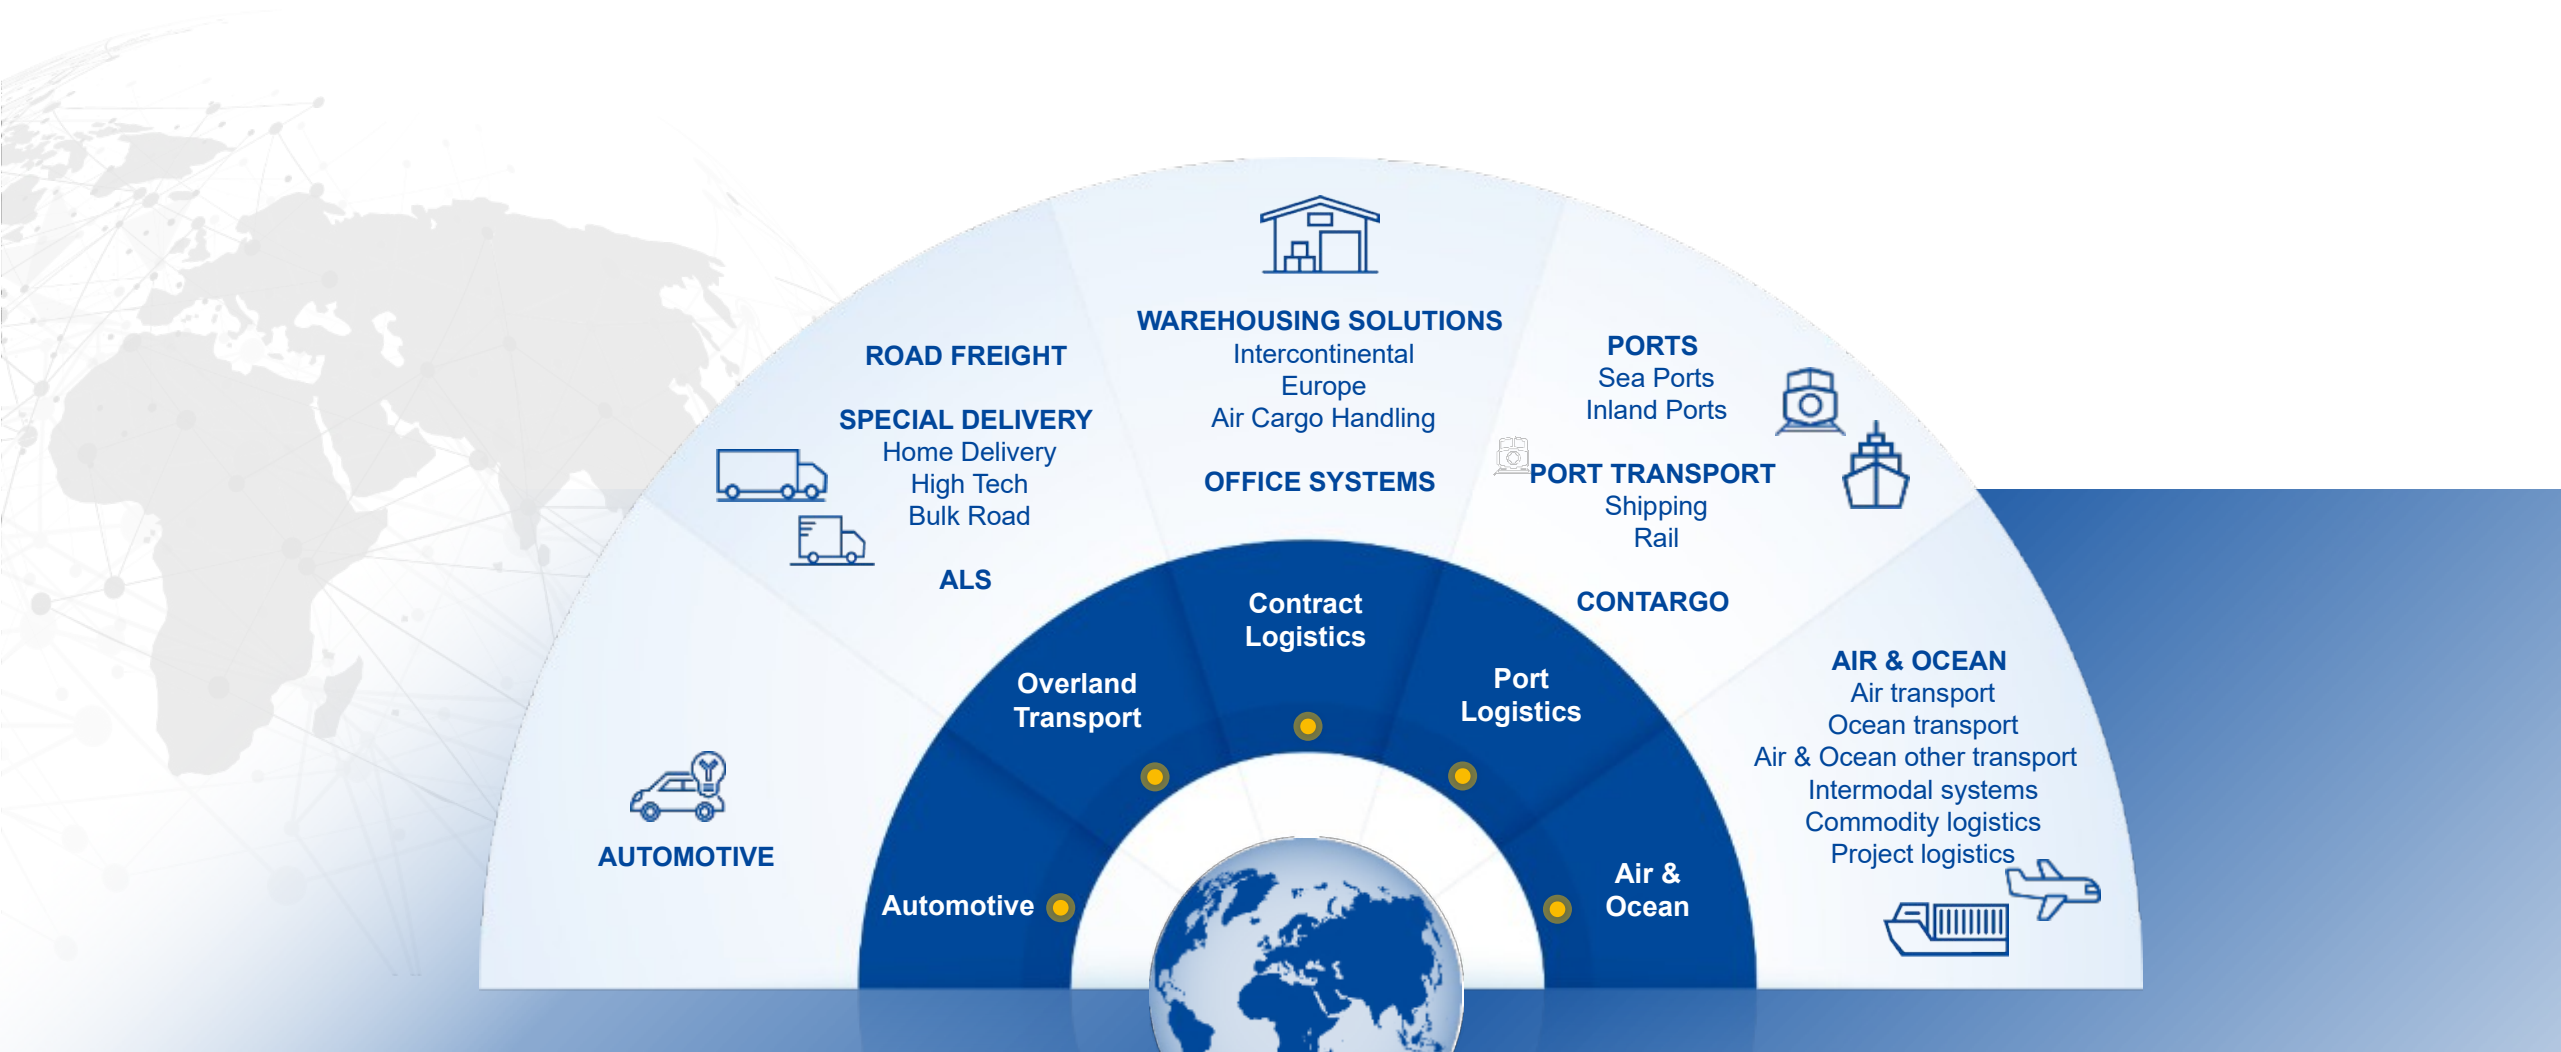 WAREHOUSING SOLUTIONS
Intercontinental
Europe
Air Cargo Handling
OFFICE SYSTEMS
ROAD FREIGHT
SPECIAL DELIVERY
Home Delivery
High Tech
Bulk Road
ALS
PORTS
Sea Ports
Inland Ports
PORT TRANSPORT
Shipping
Rail
CONTARGO
AUTOMOTIVE
AIR & OCEAN
Air transport
Ocean transport
Air & Ocean other transport
Intermodal systems
Commodity logistics
Project logistics
Automotive
Overland
Transport
Contract
Logistics
Port
Logistics
Air &
Ocean